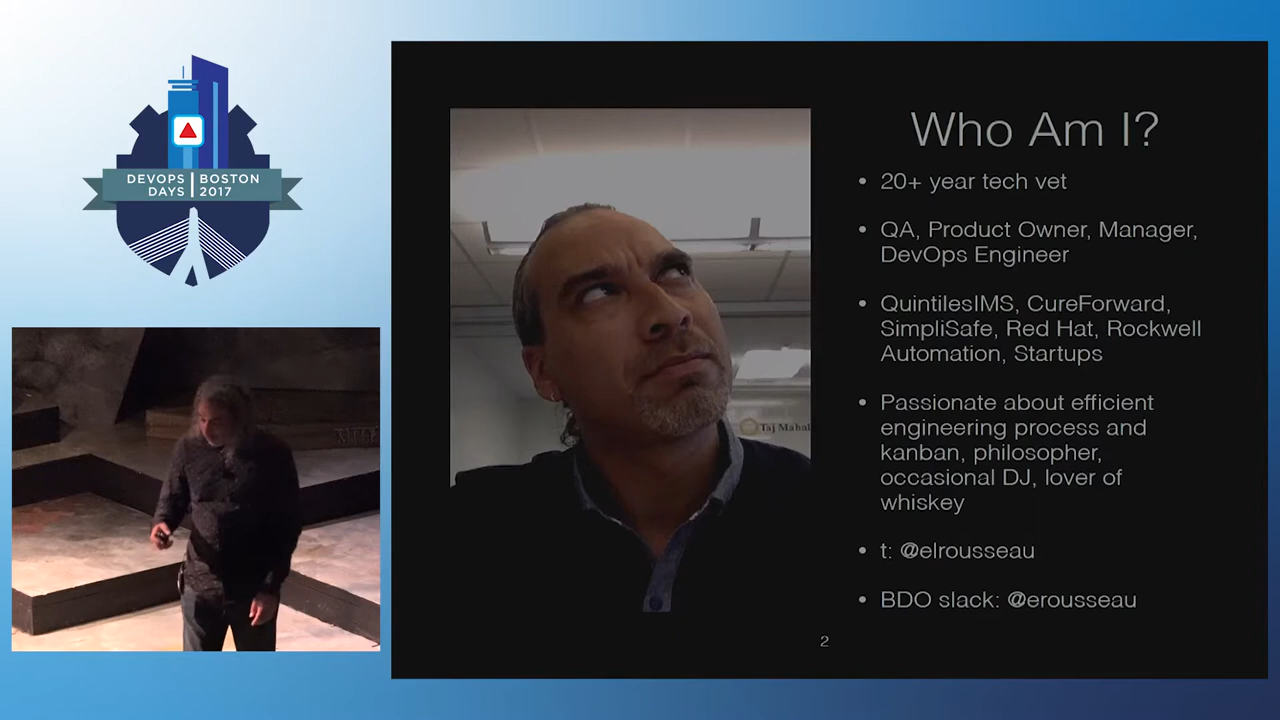 DEVOPS BOSTON
DAYS 2017
Who Am I?
• 20+ year tech vet
• QA, Product Owner, Manager,
DevOps Engineer
• QuintilesIMS, CureForward,
SimpliSafe, Red Hat, Rockwell
Automation, Startups
• Passionate about efficient
engineering process and
kanban, philosopher,
occasional DJ, lover of
whiskey
• t: @elrousseau
• BDO slack: @erousseau
Taj Mahal
2